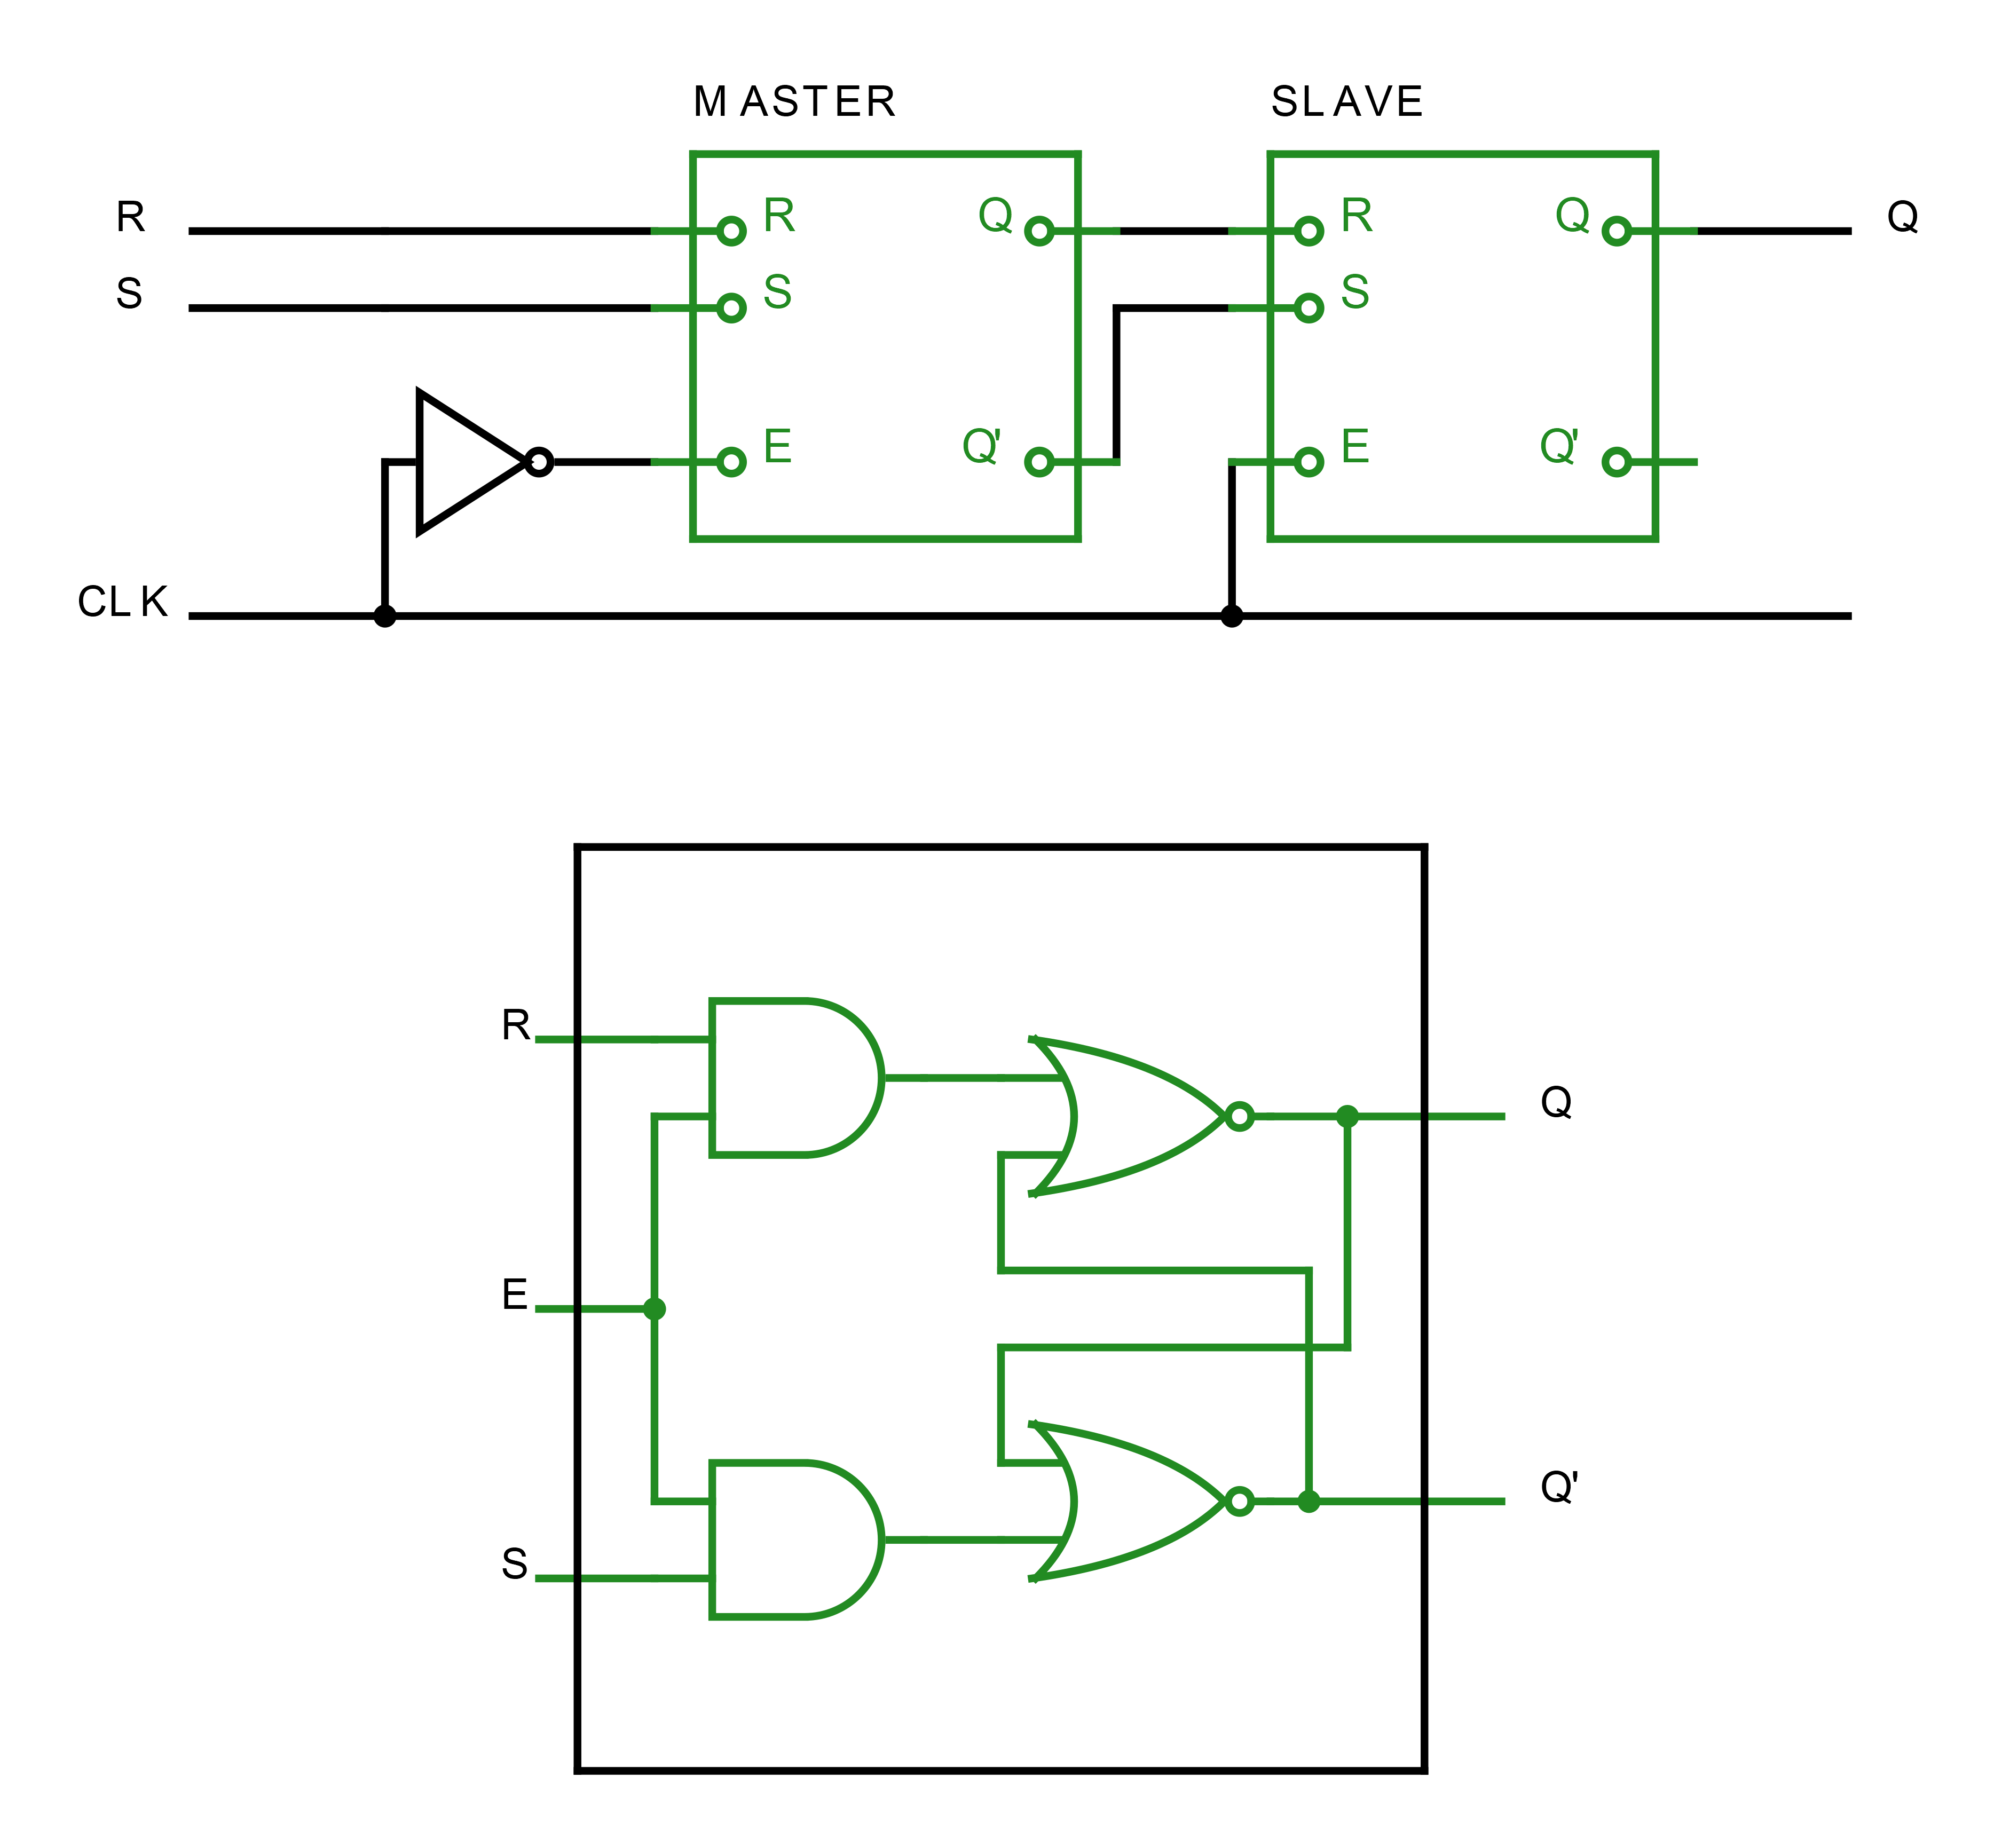 MASTER SLAVE
R R Q R Q Q
S S S
E Q' E Q'
CLK
R
Q
E
Q'
S